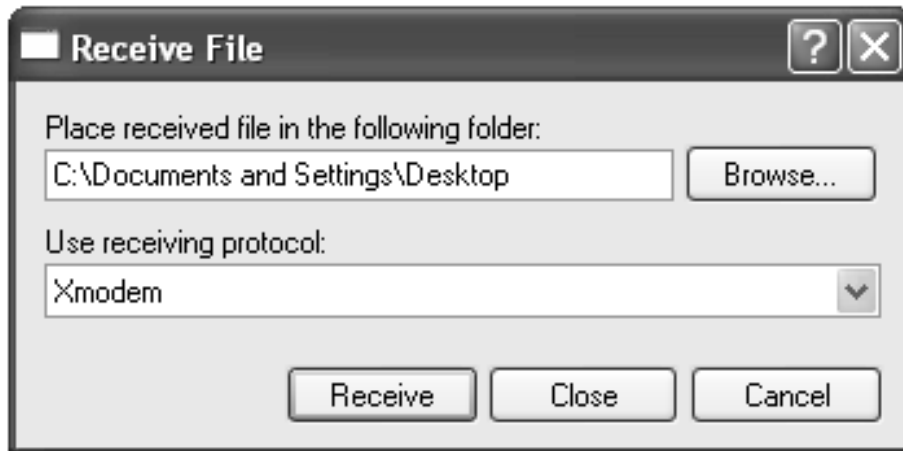 Receive File
Place received file in the following folder:
C:\Documents and Settings\Desktop
Browse...
Use receiving protocol:
Xmodem
Receive
Close
Cancel